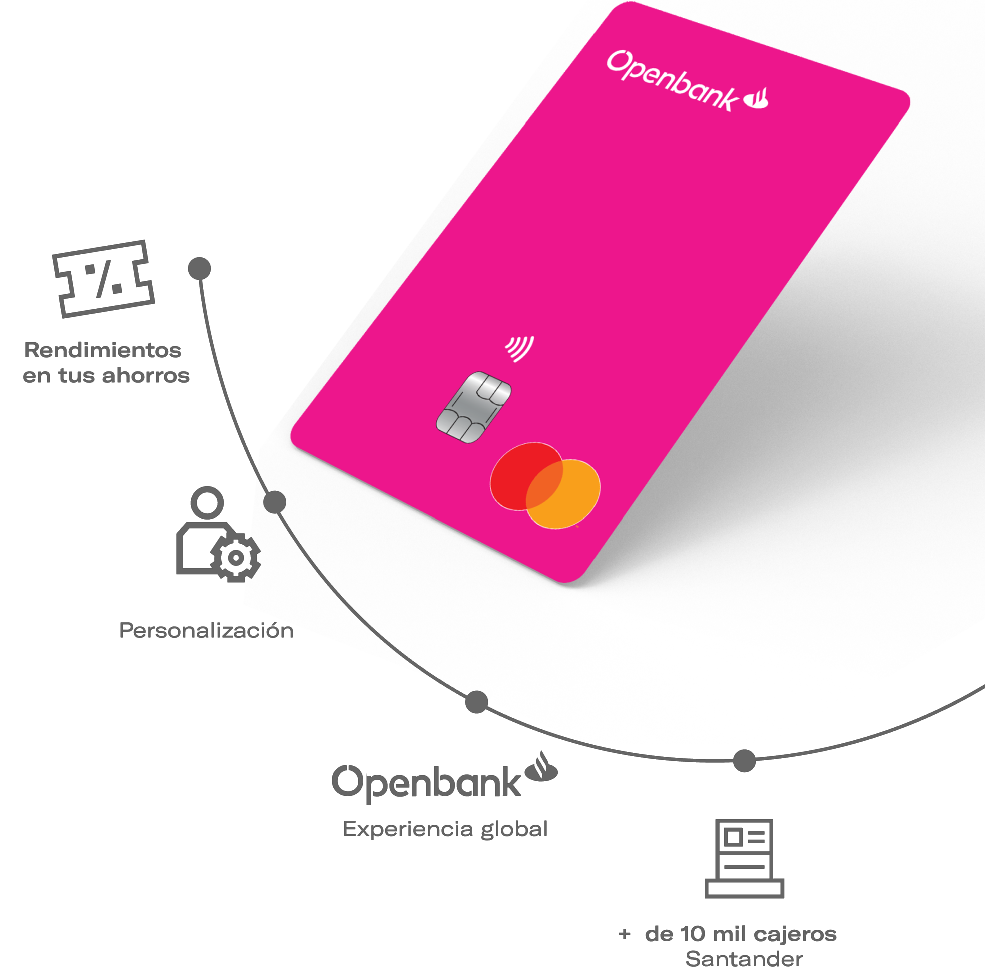 Openbank
Rendimientos
en tus ahorros
Personalización
Openbank
Experiencia global
+ de 10 mil cajeros
Santander